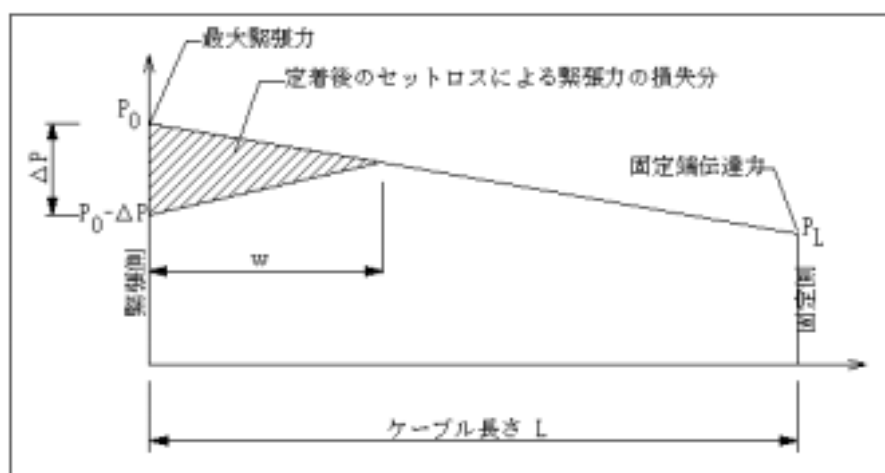 最大緊張力
定着後のセットロスによる緊張力の損失分
P0
ΔP
固定端伝達力
P0-ΔP
PL
w
緊張側
固定側
ケーブル長さ L